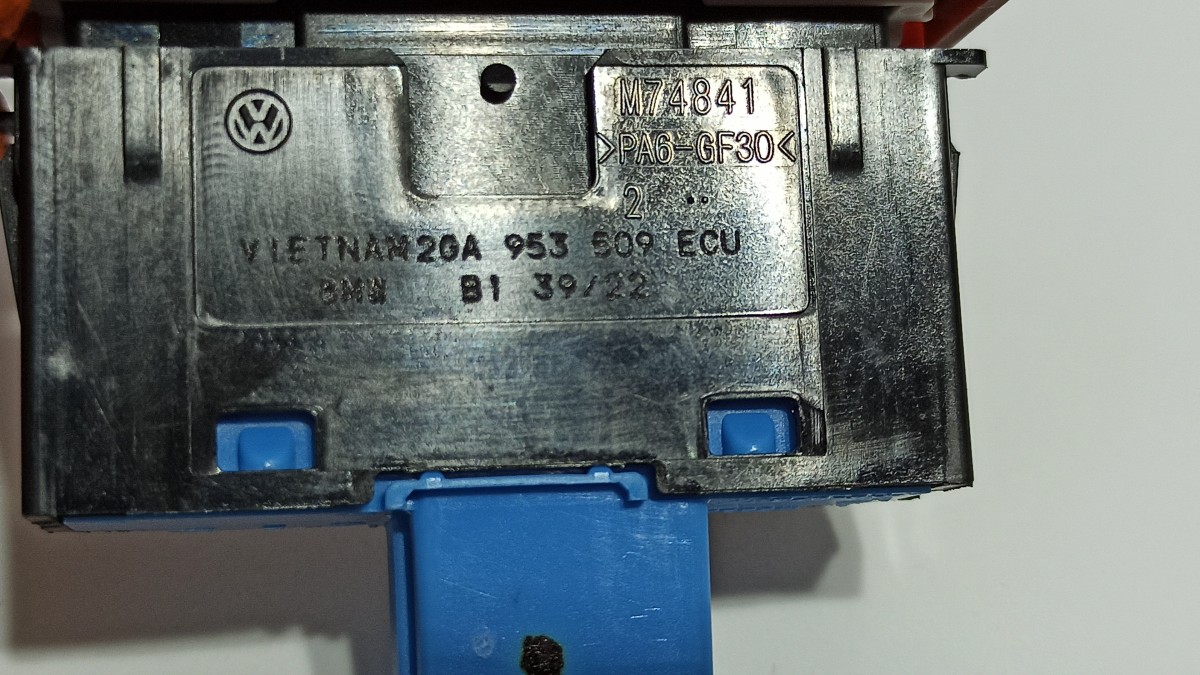 M74841
>PA6-GF30<
2 ..
VIETNAM2GA 953 509 ECU
BMW B1 39/22